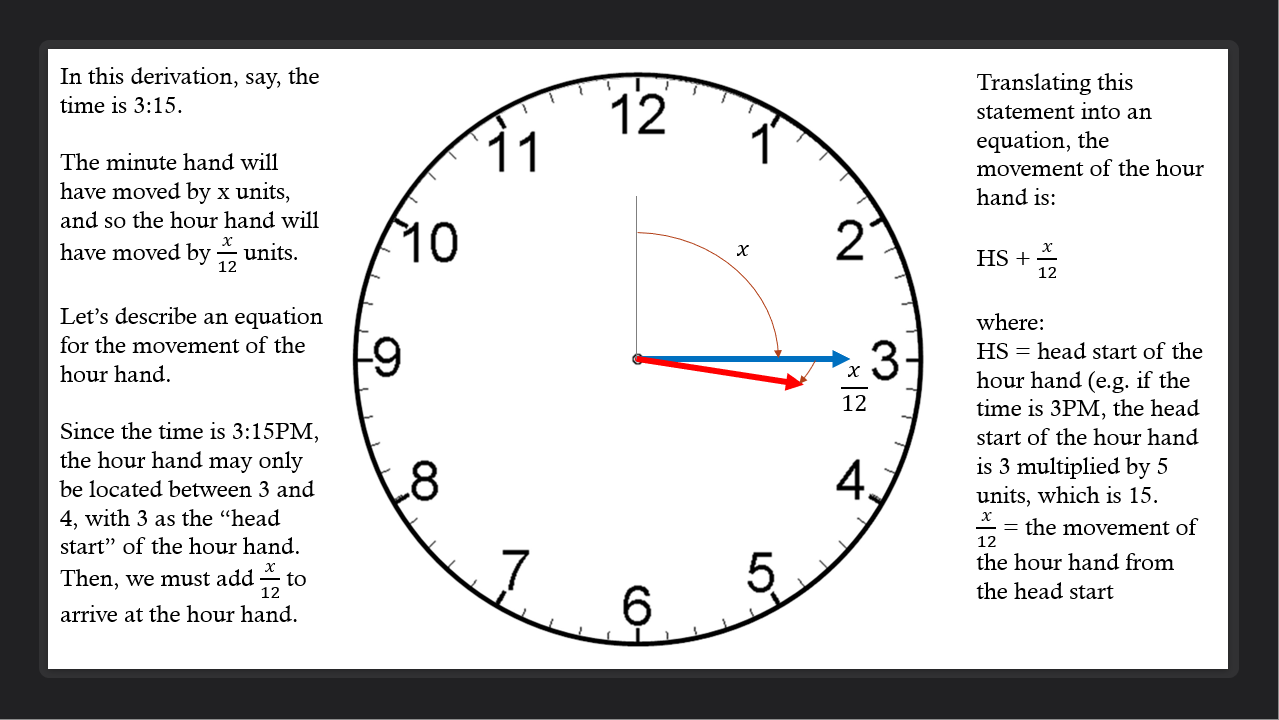 In this derivation, say, the
time is 3:15.
The minute hand will
have moved by x units,
and so the hour hand will
have moved by x/12 units.
Let’s describe an equation
for the movement of the
hour hand.
Since the time is 3:15PM,
the hour hand may only
be located between 3 and
4, with 3 as the “head
start” of the hour hand.
Then, we must add x/12 to
arrive at the hour hand.
12
1
2
3
4
5
6
7
8
9
10
11
x
x/12
Translating this
statement into an
equation, the
movement of the hour
hand is:
HS + x/12
where:
HS = head start of the
hour hand (e.g. if the
time is 3PM, the head
start of the hour hand
is 3 multiplied by 5
units, which is 15.
x/12 = the movement of
the hour hand from
the head start